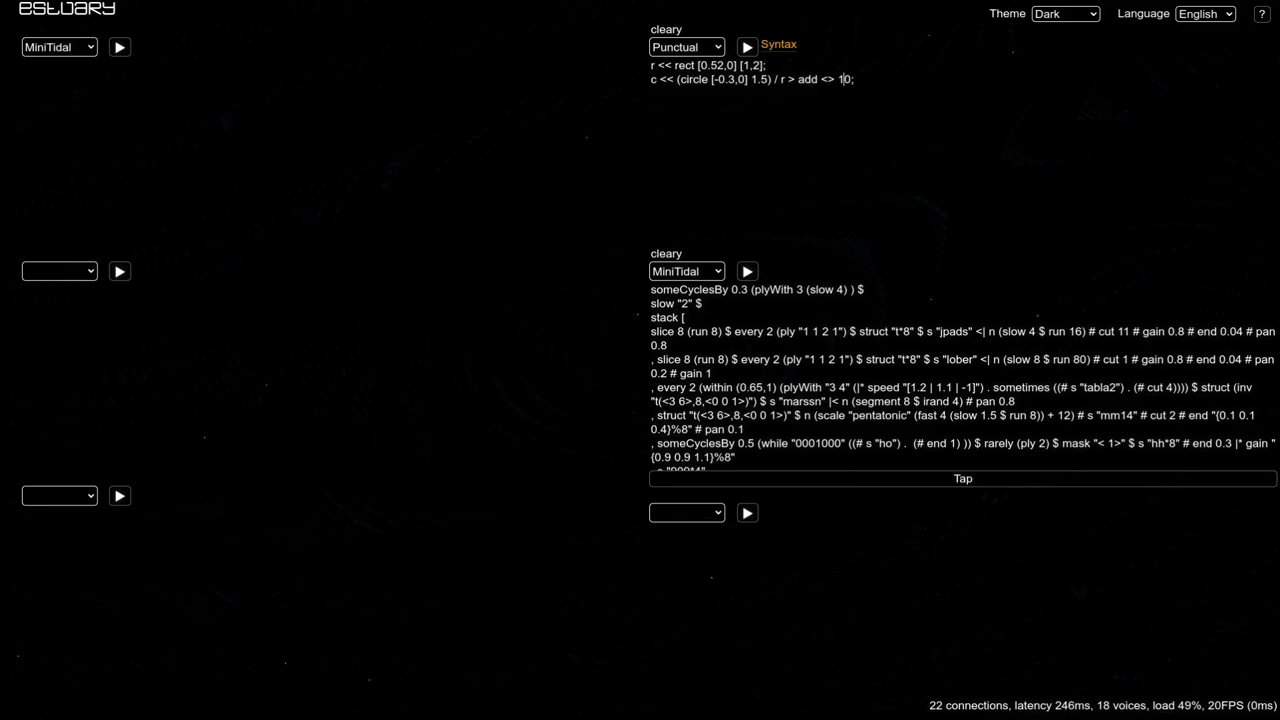 estuary
Theme Dark Language English ?
MiniTidal
cleary
Punctual Syntax
r << rect [0.52,0] [1,2];
c << (circle [-0.3,0] 1.5) / r > add <> 10;
cleary
MiniTidal
someCyclesBy 0.3 (plyWith 3 (slow 4) ) $
slow "2" $
stack [
slice 8 (run 8) $ every 2 (ply "1 1 2 1") $ struct "t*8" $ s "jpads" <| n (slow 4 $ run 16) # cut 11 # gain 0.8 # end 0.04 # pan
0.8
, slice 8 (run 8) $ every 2 (ply "1 1 2 1") $ struct "t*8" $ s "lober" <| n (slow 8 $ run 80) # cut 1 # gain 0.8 # end 0.04 # pan
0.2 # gain 1
, every 2 (within (0.65,1) (plyWith "3 4" (|* speed "[1.2 | 1.1 | -1]") . sometimes ((# s "tabla2") . (# cut 4)))) $ struct (inv
"t(<3 6>,8,<0 0 1>)") $ s "marssn" |< n (segment 8 $ irand 4) # pan 0.8
, struct "t(<3 6>,8,<0 0 1>)" $ n (scale "pentatonic" (fast 4 (slow 1.5 $ run 8)) + 12) # s "mm14" # cut 2 # end "{0.1 0.1
0.4}%8" # pan 0.1
, someCyclesBy 0.5 (while "0001000" ((# s "ho") . (# end 1) )) $ rarely (ply 2) $ mask "< 1>" $ s "hh*8" # end 0.3 |* gain "
{0.9 0.9 1.1}%8"
Tap
22 connections, latency 246ms, 18 voices, load 49%, 20FPS (0ms)